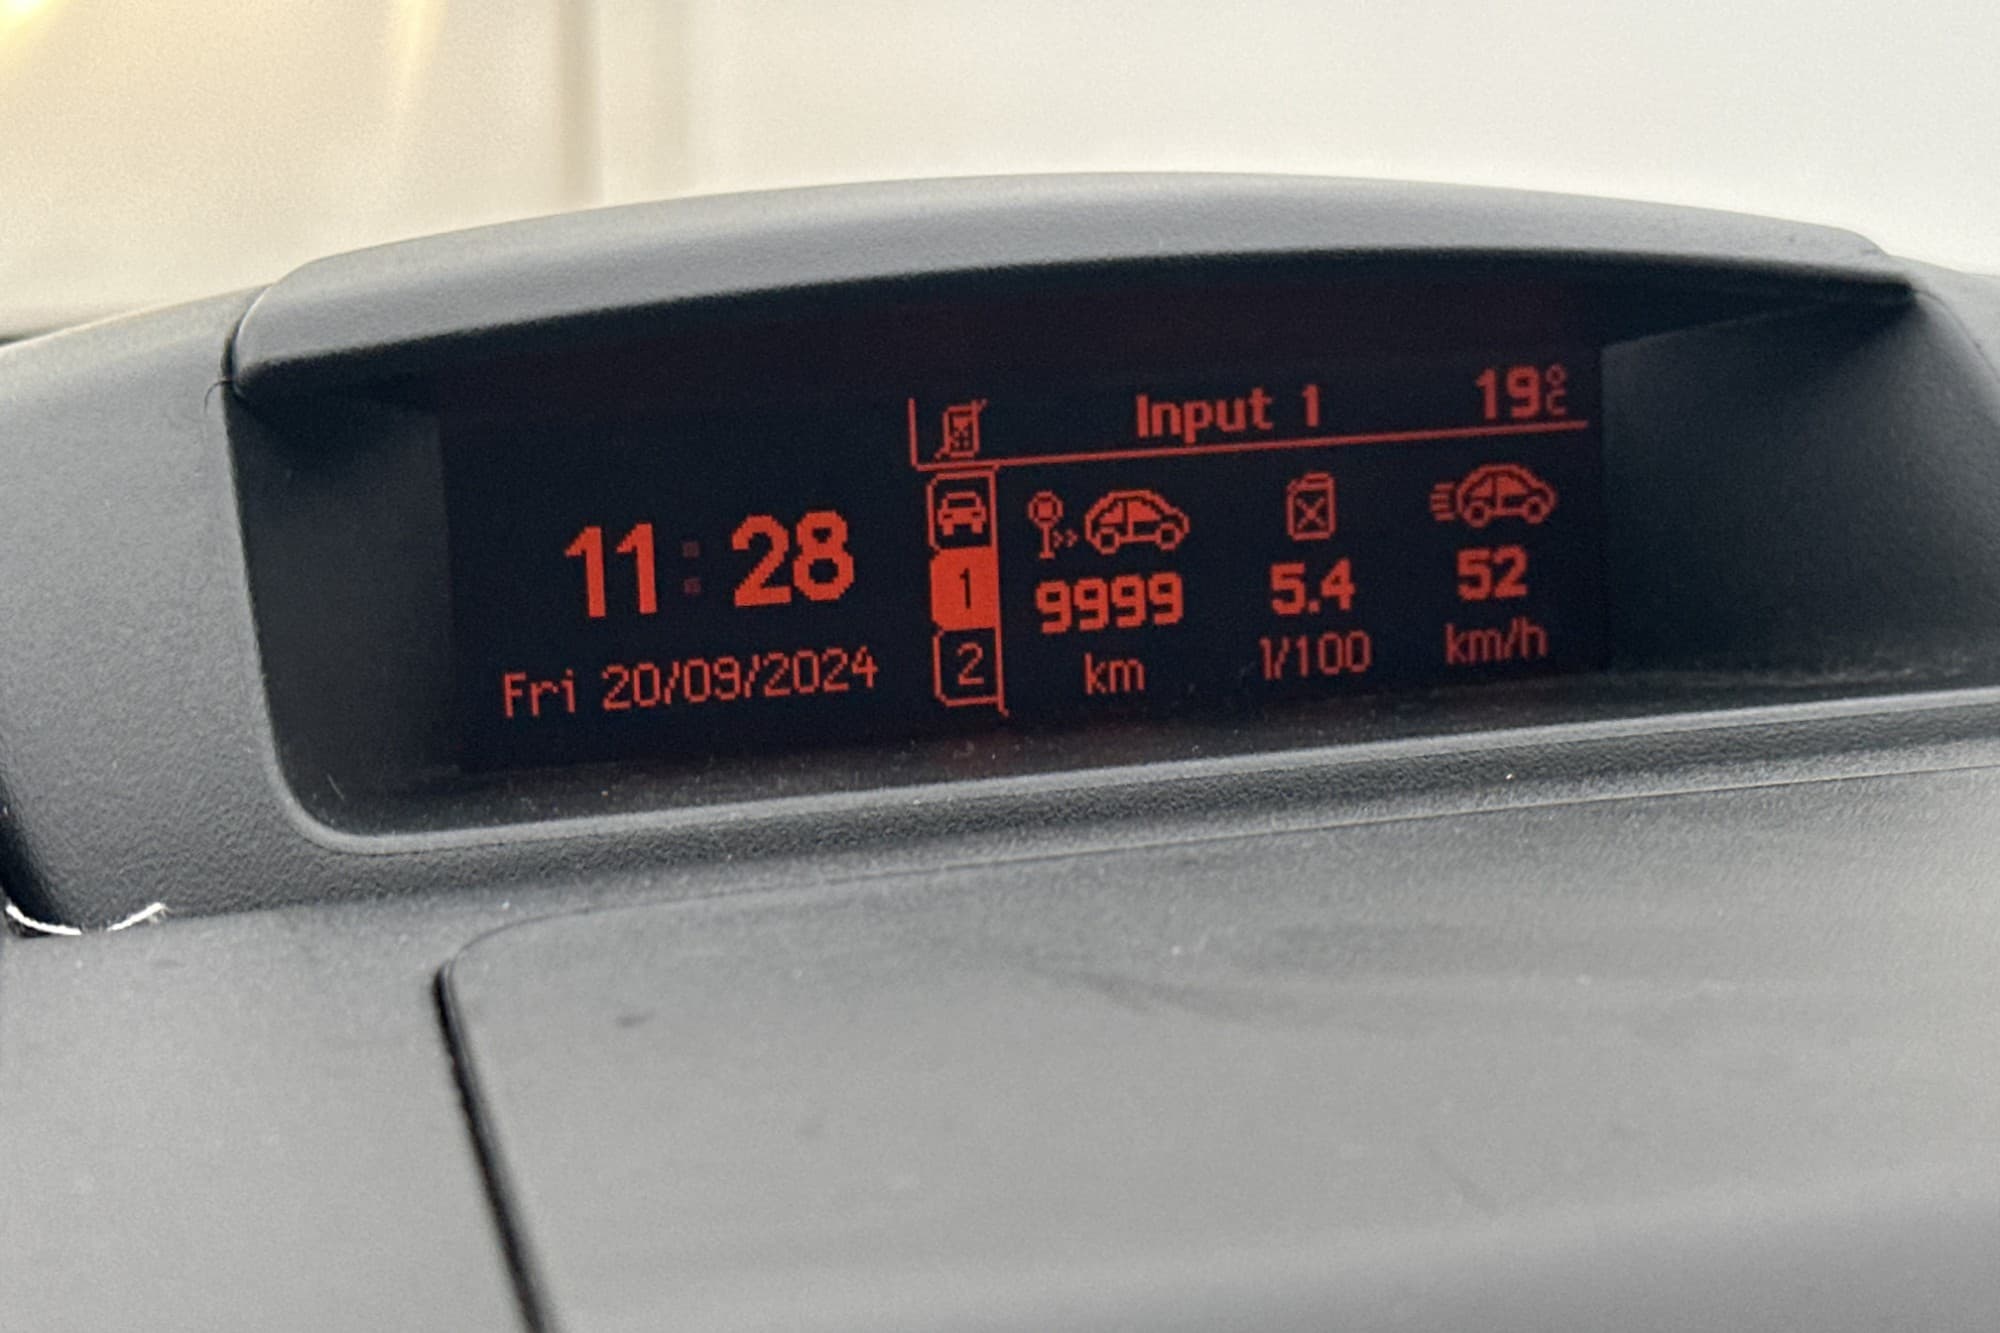 Input 1 19°C
11:28
1 9999 5.4 52
Fri 20/09/2024 2 km l/100 km/h